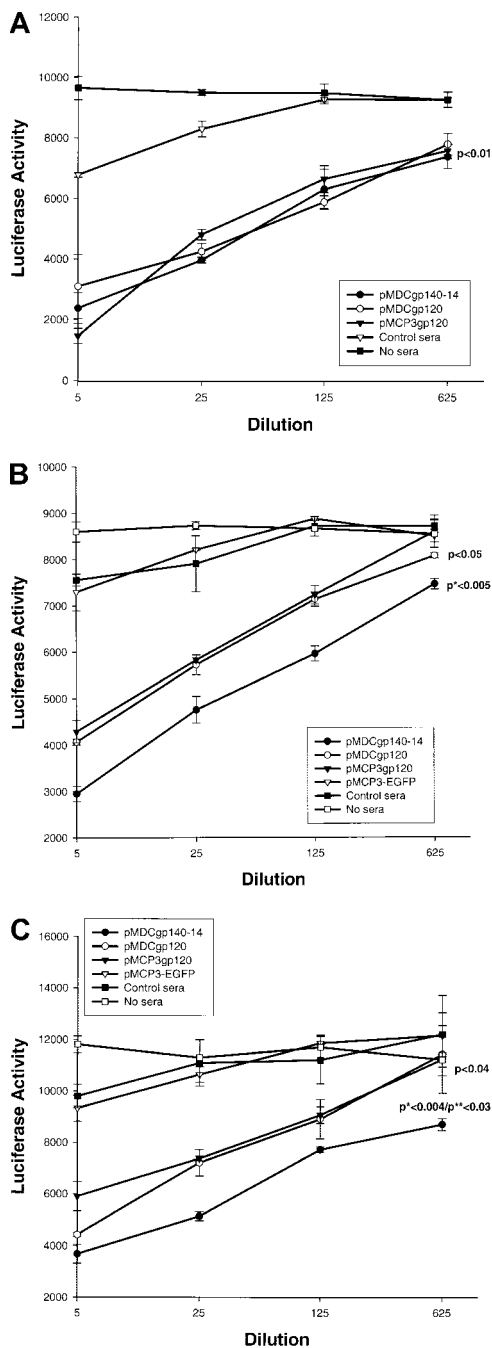 A
12000
10000
8000
6000
4000
2000
0
Luciferase Activity
p<0.01
pMDCgp140-14
pMDCgp120
pMCP3gp120
Control sera
No sera
5 25 125 625
Dilution
B
10000
9000
8000
7000
6000
5000
4000
3000
2000
Luciferase Activity
p<0.05
p*<0.005
pMDCgp140-14
pMDCgp120
pMCP3gp120
pMCP3-EGFP
Control sera
No sera
5 25 125 625
Dilution
C
pMDCgp140-14
pMDCgp120
pMCP3gp120
pMCP3-EGFP
Control sera
No sera
16000
14000
12000
10000
8000
6000
4000
2000
Luciferase Activity
p<0.04
p*<0.004/p**<0.03
5 25 125 625
Dilution